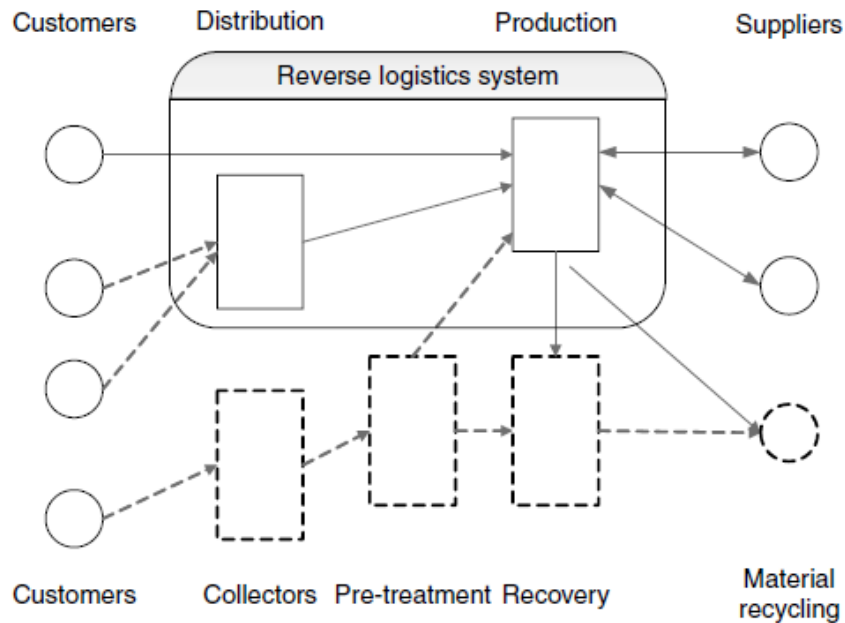 Customers
Distribution
Production
Suppliers
Reverse logistics system
Customers
Collectors
Pre-treatment
Recovery
Material
recycling